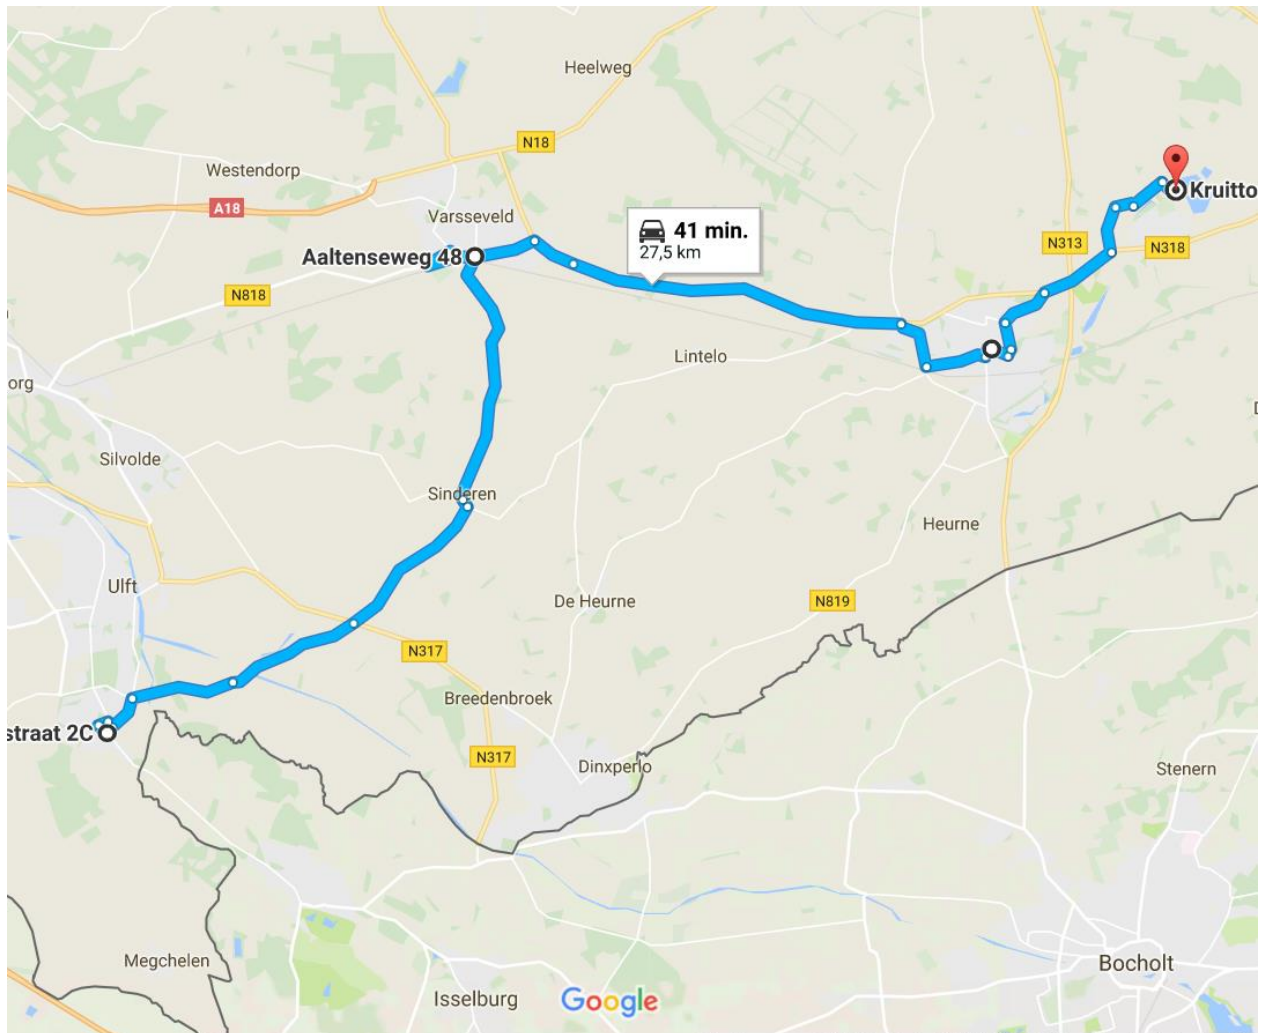 Heelweg
N18
Westendorp
A18
Varsseveld
Kruitto
41 min.
27,5 km
N313
N318
Aaltenseweg 48
N818
Lintelo
org
Silvolde
Sinderen
Heurne
Ulft
De Heurne
N819
N317
Breedenbroek
straat 2C
N317
Dinxperlo
Stenern
Megchelen
Bocholt
Isselburg
Google